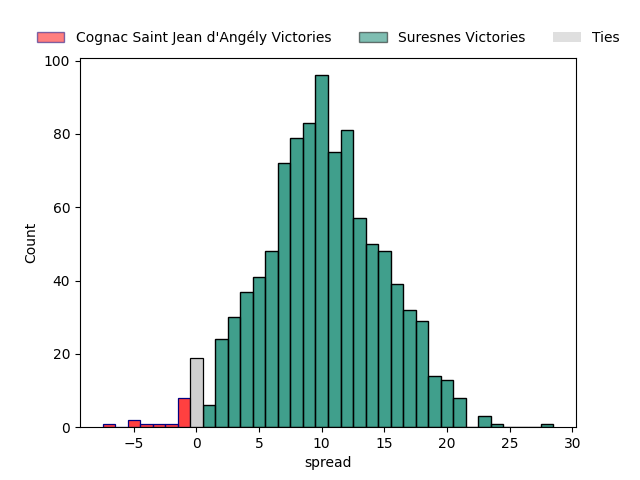 Cognac Saint Jean d'Angély Victories Suresnes Victories Ties
100
80
60
40
20
0
Count
−5 0 5 10 15 20 25 30
spread